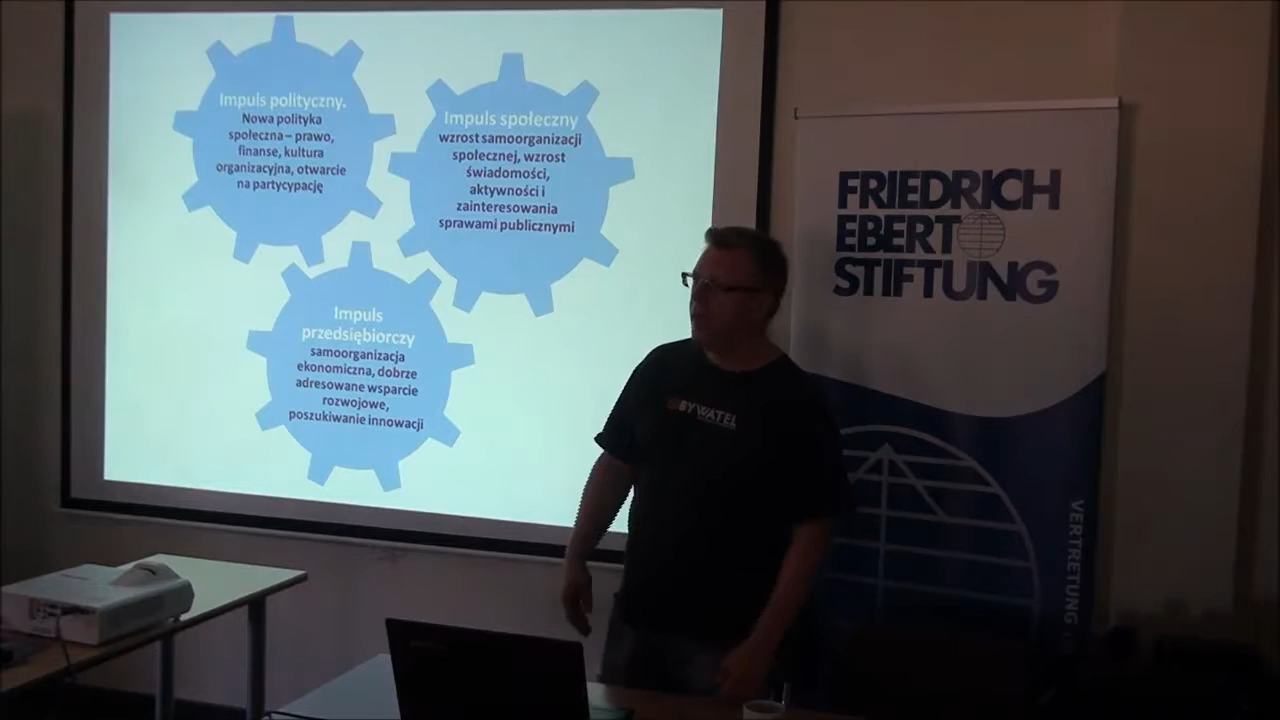 Impuls polityczny.
Nowa polityka
społeczna – prawo,
finanse, kultura
organizacyjna, otwarcie
na partycypację
Impuls społeczny
wzrost samoorganizacji
społecznej, wzrost
świadomości,
aktywności i
zainteresowania
sprawami publicznymi
Impuls
przedsiębiorczy
samoorganizacja
ekonomiczna, dobrze
adresowane wsparcie
rozwojowe,
poszukiwanie innowacji
FRIEDRICH
EBERT
STIFTUNG
VERTRETUNG
BYWATEL